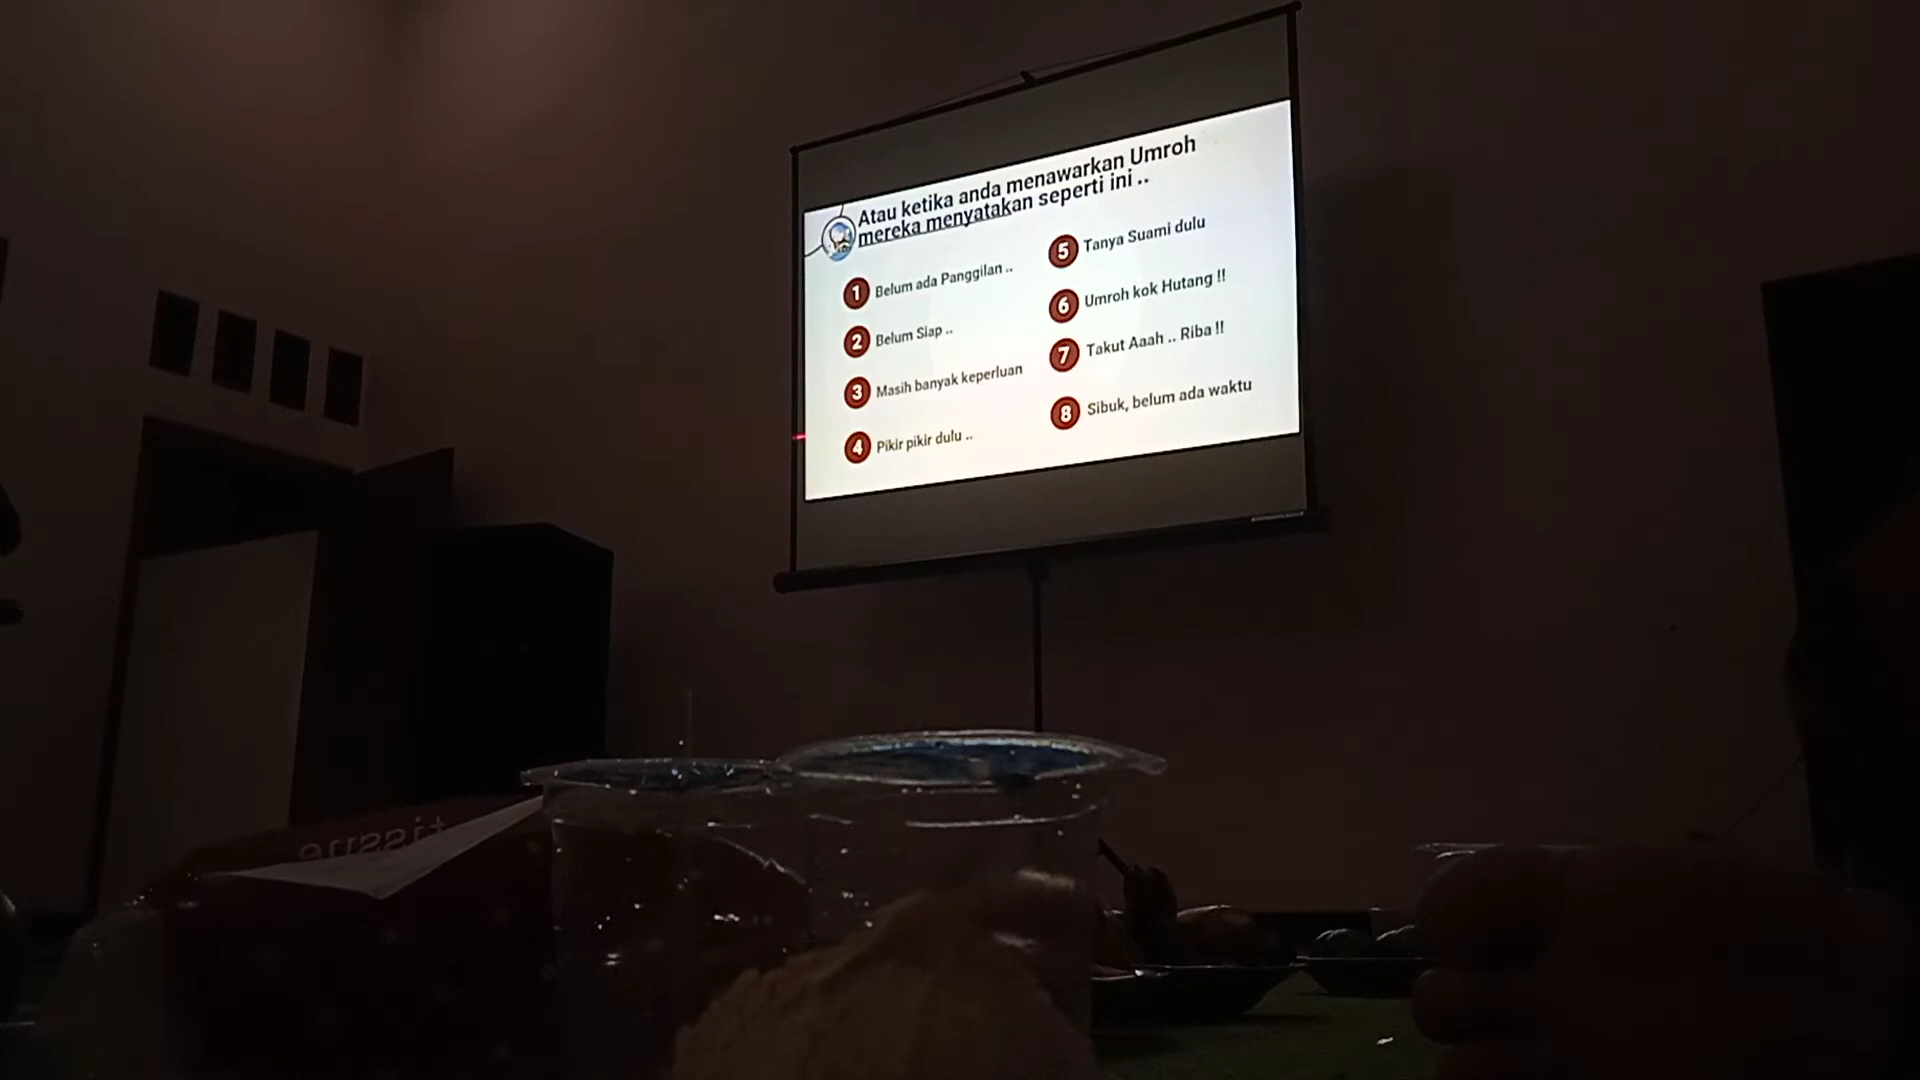 Atau ketika anda menawarkan Umroh
mereka menyatakan seperti ini ..
1 Belum ada Panggilan ..
2 Belum Siap ..
3 Masih banyak keperluan
4 Pikir pikir dulu ..
5 Tanya Suami dulu
6 Umroh kok Hutang !!
7 Takut Aaah .. Riba !!
8 Sibuk, belum ada waktu
tissue